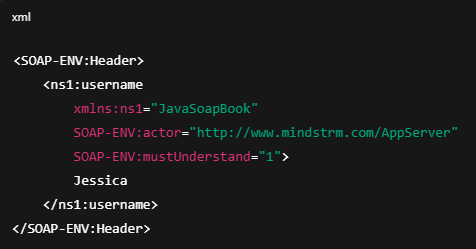 xml
<SOAP-ENV:Header>
<ns1:username
xmlns:ns1="JavaSoapBook"
SOAP-ENV:actor="http://www.mindstrm.com/AppServer"
SOAP-ENV:mustUnderstand="1">
Jessica
</ns1:username>
</SOAP-ENV:Header>